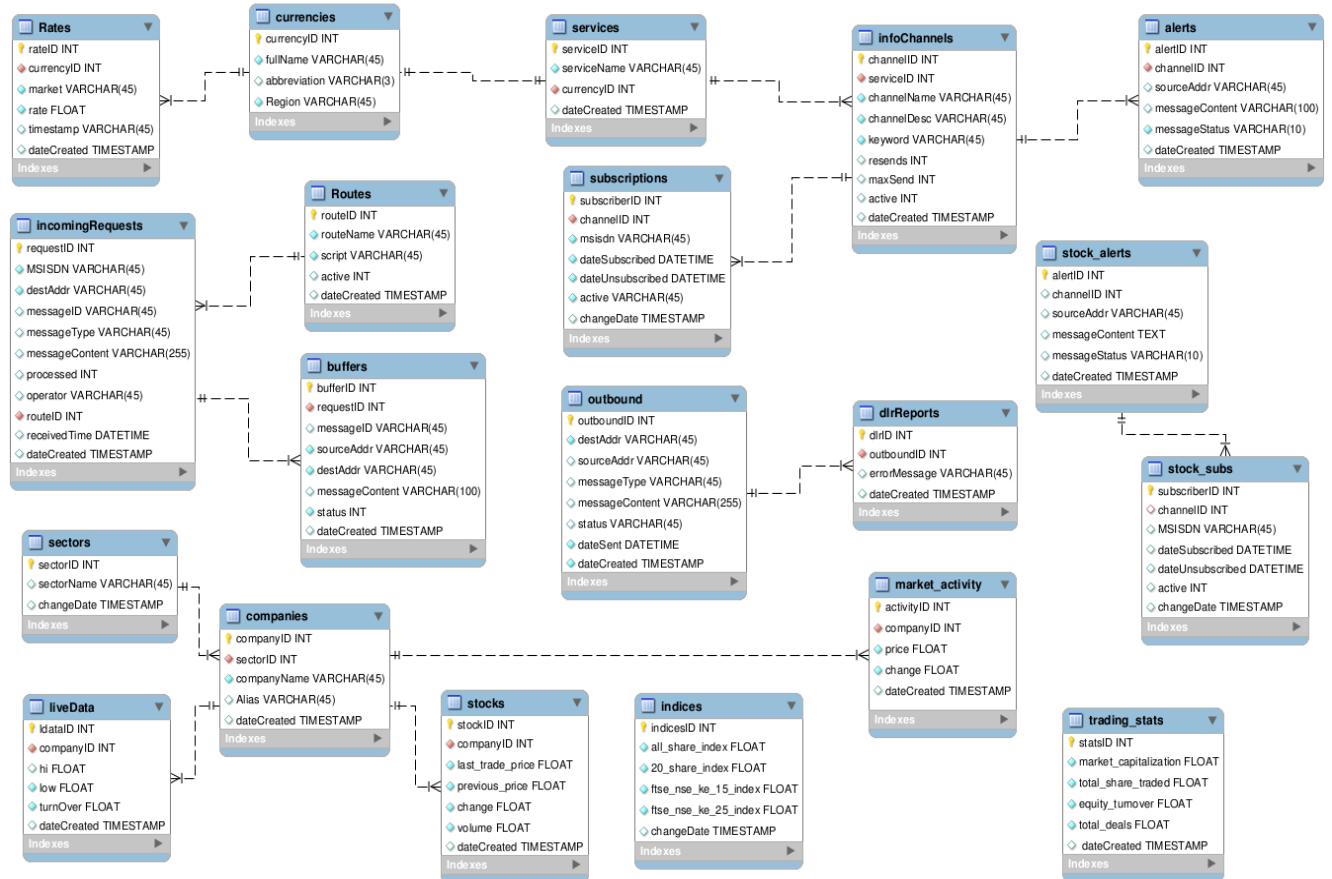 Rates
rateID INT
currencyID INT
market VARCHAR(45)
rate FLOAT
timestamp VARCHAR(45)
dateCreated TIMESTAMP
Indexes
currencies
currencyID INT
fullName VARCHAR(45)
abbreviation VARCHAR(3)
Region VARCHAR(45)
Indexes
services
serviceID INT
serviceName VARCHAR(45)
currencyID INT
dateCreated TIMESTAMP
Indexes
infoChannels
channelID INT
serviceID INT
channelName VARCHAR(45)
channelDesc VARCHAR(45)
keyword VARCHAR(45)
resends INT
maxSend INT
active INT
dateCreated TIMESTAMP
Indexes
alerts
alertID INT
channelID INT
sourceAddr VARCHAR(45)
messageContent VARCHAR(100)
messageStatus VARCHAR(10)
dateCreated TIMESTAMP
Indexes
incomingRequests
requestID INT
MSISDN VARCHAR(45)
destAddr VARCHAR(45)
messageID VARCHAR(45)
messageType VARCHAR(45)
messageContent VARCHAR(255)
processed INT
operator VARCHAR(45)
routeID INT
receivedTime DATETIME
dateCreated TIMESTAMP
Indexes
Routes
routeID INT
routeName VARCHAR(45)
script VARCHAR(45)
active INT
dateCreated TIMESTAMP
Indexes
subscriptions
subscriberID INT
channelID INT
msisdn VARCHAR(45)
dateSubscribed DATETIME
dateUnsubscribed DATETIME
active VARCHAR(45)
changeDate TIMESTAMP
Indexes
stock_alerts
alertID INT
channelID INT
sourceAddr VARCHAR(45)
messageContent TEXT
messageStatus VARCHAR(10)
dateCreated TIMESTAMP
Indexes
buffers
bufferID INT
requestID INT
messageID VARCHAR(45)
sourceAddr VARCHAR(45)
destAddr VARCHAR(45)
messageContent VARCHAR(100)
status INT
dateCreated TIMESTAMP
Indexes
outbound
outboundID INT
destAddr VARCHAR(45)
sourceAddr VARCHAR(45)
messageType VARCHAR(45)
messageContent VARCHAR(255)
status VARCHAR(45)
dateSent DATETIME
dateCreated TIMESTAMP
Indexes
dlrReports
dlrID INT
outboundID INT
errorMessage VARCHAR(45)
dateCreated TIMESTAMP
Indexes
stock_subs
subscriberID INT
channelID INT
MSISDN VARCHAR(45)
dateSubscribed DATETIME
dateUnsubscribed DATETIME
active INT
changeDate TIMESTAMP
Indexes
sectors
sectorID INT
sectorName VARCHAR(45)
changeDate TIMESTAMP
Indexes
companies
companyID INT
sectorID INT
companyName VARCHAR(45)
Alias VARCHAR(45)
dateCreated TIMESTAMP
Indexes
market_activity
activityID INT
companyID INT
price FLOAT
change FLOAT
dateCreated TIMESTAMP
Indexes
liveData
ldataID INT
companyID INT
hi FLOAT
low FLOAT
turnOver FLOAT
dateCreated TIMESTAMP
Indexes
stocks
stockID INT
companyID INT
last_trade_price FLOAT
previous_price FLOAT
change FLOAT
volume FLOAT
dateCreated TIMESTAMP
Indexes
indices
indicesID INT
all_share_index FLOAT
20_share_index FLOAT
ftse_nse_ke_15_index FLOAT
ftse_nse_ke_25_index FLOAT
changeDate TIMESTAMP
Indexes
trading_stats
statsID INT
market_capitalization FLOAT
total_share_traded FLOAT
equity_turnover FLOAT
total_deals FLOAT
dateCreated TIMESTAMP
Indexes